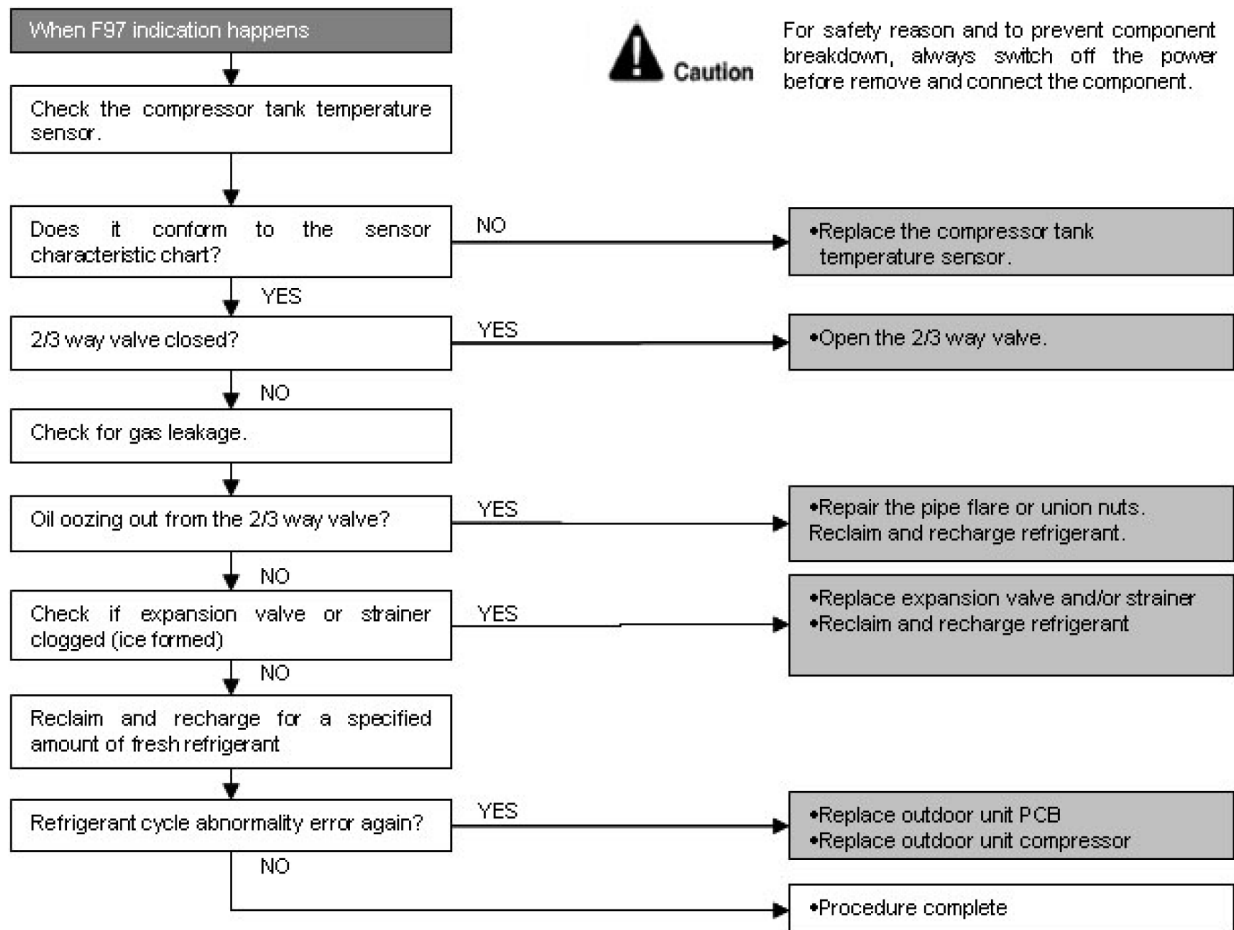 When F97 indication happens
Caution
For safety reason and to prevent component
breakdown, always switch off the power
before remove and connect the component.
Check the compressor tank temperature
sensor.
Does it conform to the sensor
characteristic chart?
NO
•Replace the compressor tank
temperature sensor.
YES
2/3 way valve closed?
YES
•Open the 2/3 way valve.
NO
Check for gas leakage.
Oil oozing out from the 2/3 way valve?
YES
•Repair the pipe flare or union nuts.
Reclaim and recharge refrigerant.
NO
Check if expansion valve or strainer
clogged (ice formed)
YES
•Replace expansion valve and/or strainer
•Reclaim and recharge refrigerant
NO
Reclaim and recharge for a specified
amount of fresh refrigerant
Refrigerant cycle abnormality error again?
YES
•Replace outdoor unit PCB
•Replace outdoor unit compressor
NO
•Procedure complete